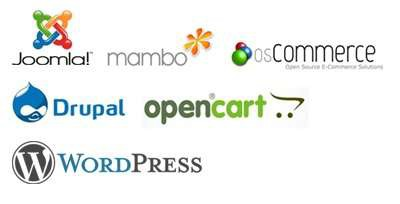 Joomla!®
mambo
osCommerce
Open Source E-Commerce Solutions
Drupal
opencart
WORDPRESS